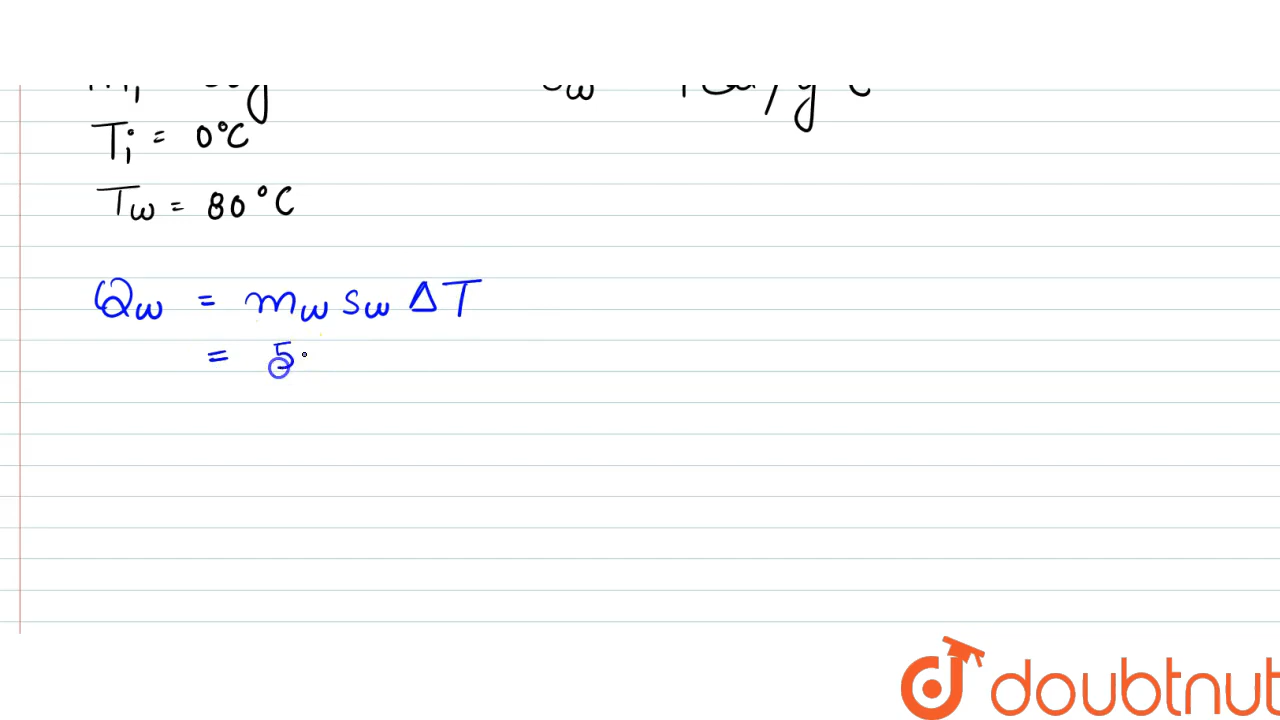 Ti = 0°C
Tw = 80°C
Qw = mw sw ΔT
= 5
doubtnut